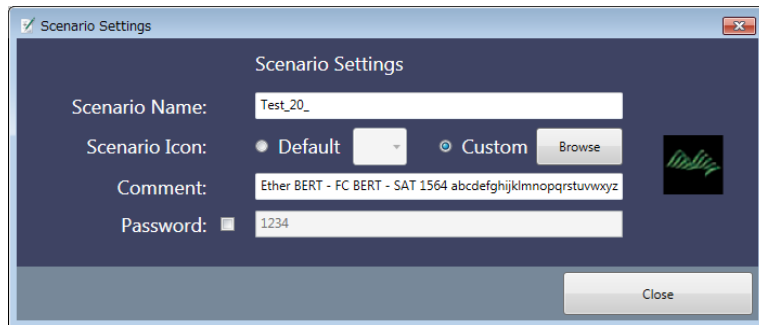 Scenario Settings
Scenario Settings
Scenario Name: Test_20_
Scenario Icon: Default Custom Browse
Comment: Ether BERT - FC BERT - SAT 1564 abcdefghijklmnopqrstuvwxyz
Password: 1234
Close